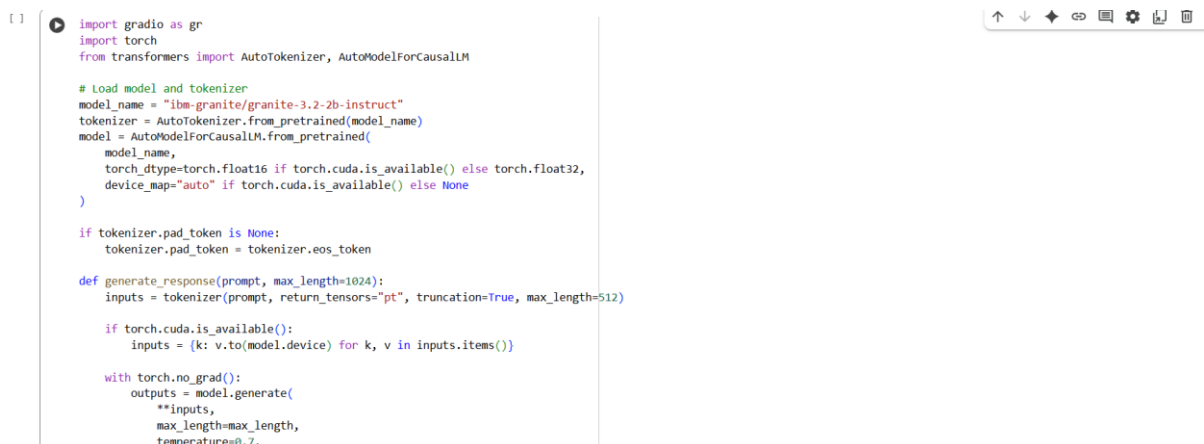 [ ]
import gradio as gr
import torch
from transformers import AutoTokenizer, AutoModelForCausalLM

# Load model and tokenizer
model_name = "ibm-granite/granite-3.2-2b-instruct"
tokenizer = AutoTokenizer.from_pretrained(model_name)
model = AutoModelForCausalLM.from_pretrained(
    model_name,
    torch_dtype=torch.float16 if torch.cuda.is_available() else torch.float32,
    device_map="auto" if torch.cuda.is_available() else None
)

if tokenizer.pad_token is None:
    tokenizer.pad_token = tokenizer.eos_token

def generate_response(prompt, max_length=1024):
    inputs = tokenizer(prompt, return_tensors="pt", truncation=True, max_length=512)

    if torch.cuda.is_available():
        inputs = {k: v.to(model.device) for k, v in inputs.items()}

    with torch.no_grad():
        outputs = model.generate(
            **inputs,
            max_length=max_length,
            temperature=0.7,